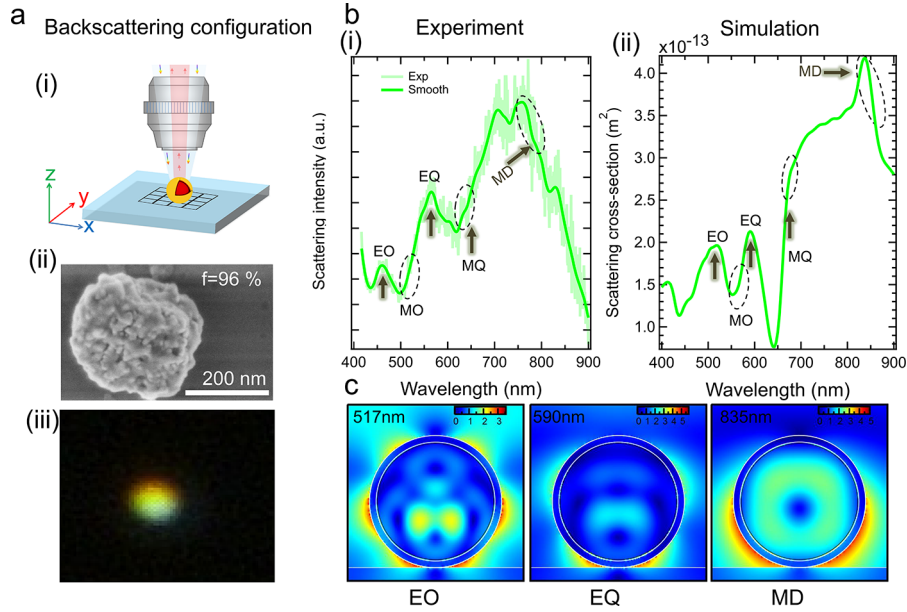 a
Backscattering configuration
(i)
z
y
x
(ii)
f=96 %
200 nm
(iii)
b
Experiment
(i)
Exp
Smooth
Scattering intensity (a.u.)
EO
EQ
MO
MQ
MD
400 500 600 700 800 900
Wavelength (nm)
Simulation
(ii)
x10-13
Scattering cross-section (m2)
4.0
3.5
3.0
2.5
2.0
1.5
1.0
MD
EO
EQ
MO
MQ
400 500 600 700 800 900
Wavelength (nm)
c
517nm
0 1 2 3
EO
590nm
0 1 2 3 4 5
EQ
835nm
0 1 2 3 4 5
MD